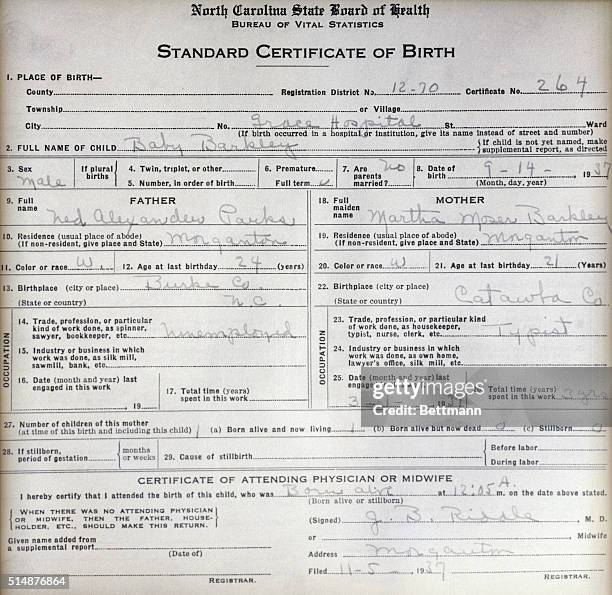 North Carolina State Board of Health
BUREAU OF VITAL STATISTICS
STANDARD CERTIFICATE OF BIRTH
1. PLACE OF BIRTH—
County Registration District No. 12-70 Certificate No. 264
Township or Village
City No. Grace Hospital St. Ward
(If birth occurred in a hospital or institution, give its name instead of street and number)
2. FULL NAME OF CHILD Baby Barkley { If child is not yet named, make supplemental report, as directed
3. Sex Male If plural births { 4. Twin, triplet, or other 5. Number, in order of birth 6. Premature Full term 7. Are parents married? No 8. Date of birth 9-14- 1937 (Month, day, year)
9. Full name FATHER Ned Alexander Parks
18. Full maiden name MOTHER Martha Moser Barkley
10. Residence (usual place of abode) (If non-resident, give place and State) Morganton
19. Residence (usual place of abode) (If non-resident, give place and State) Morganton
11. Color or race W. 12. Age at last birthday 24 (years)
20. Color or race W 21. Age at last birthday 21 (Years)
13. Birthplace (city or place) Burke Co.
(State or country) N.C.
22. Birthplace (city or place) Catawba Co
(State or country)
OCCUPATION
14. Trade, profession, or particular kind of work done, as spinner, sawyer, bookkeeper, etc. Unemployed
15. Industry or business in which work was done, as silk mill, sawmill, bank, etc.
16. Date (month and year) last engaged in this work 19
17. Total time (years) spent in this work
OCCUPATION
23. Trade, profession, or particular kind of work done, as housekeeper, typist, nurse, clerk, etc. Typist
24. Industry or business in which work was done, as own home, lawyer's office, silk mill, etc.
25. Date (month and year) last engaged 1937
Total time (years) spent in this work 2 yrs
27. Number of children of this mother (at time of this birth and including this child) (a) Born alive and now living 1 (b) Born alive but now dead 0 (c) Stillborn 0
28. If stillborn, period of gestation { months or weeks 29. Cause of stillbirth { Before labor During labor
CERTIFICATE OF ATTENDING PHYSICIAN OR MIDWIFE
I hereby certify that I attended the birth of this child, who was Born alive at 12:05 A. m. on the date above stated.
(Born alive or stillborn)
{ WHEN THERE WAS NO ATTENDING PHYSICIAN OR MIDWIFE, THEN THE FATHER, HOUSEHOLDER, ETC., SHOULD MAKE THIS RETURN. }
(Signed) J. B. M. D.
or Midwife
Given name added from a supplemental report
(Date of)
Address Morganton
Filed 11-5 1937
REGISTRAR.
REGISTRAR.
gettyimages
Bettmann
514876864